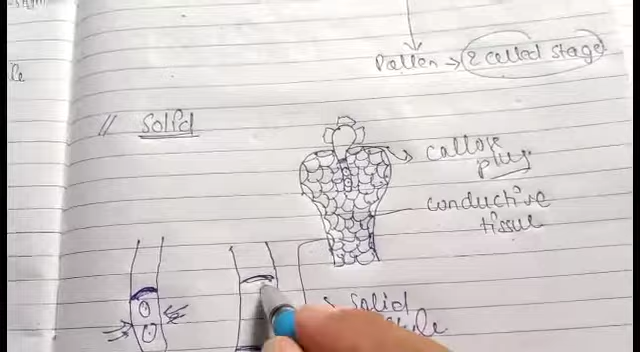 Pollen → 2 celled stage
// Solid
callose
plug.
conductive
tissue
solid